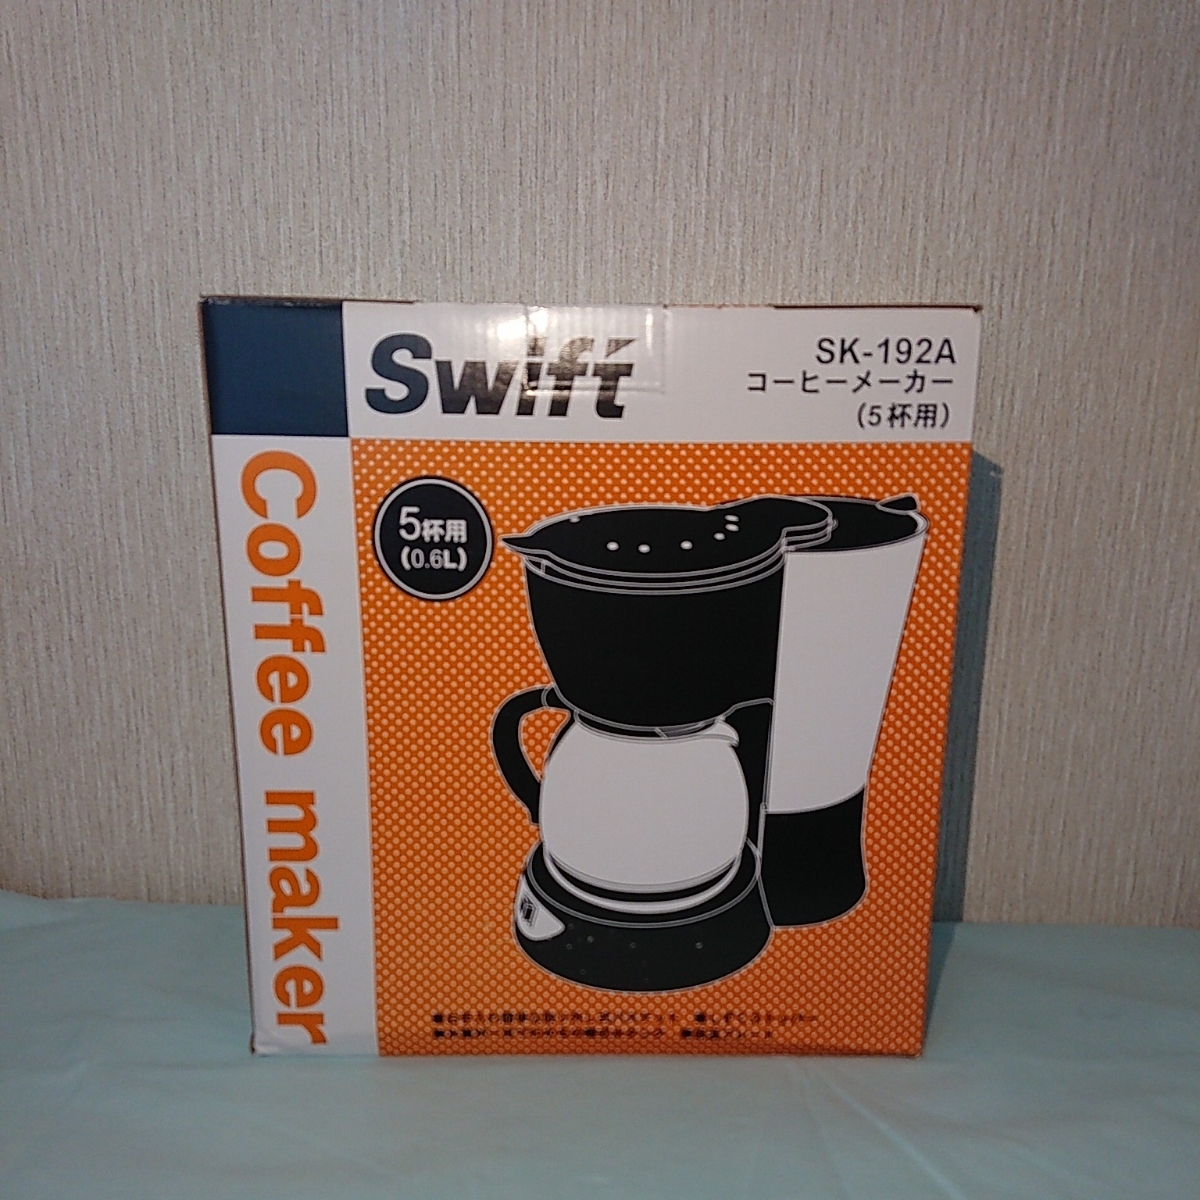 Swift
SK-192A
コーヒーメーカー
(5杯用)
Coffee maker
5杯用
(0.6L)